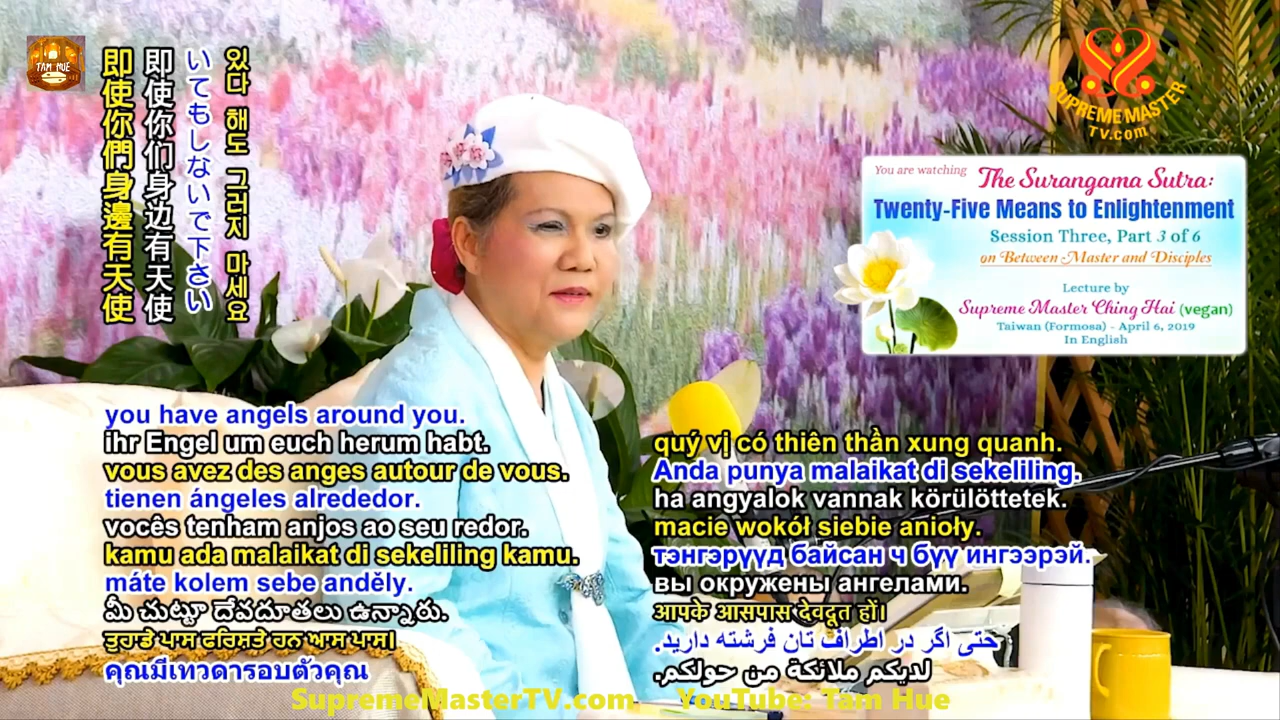 TAM HUE
即使你們身邊有天使
即使你们身边有天使
いてもしないで下さい
있다 해도 그러지 마세요
SUPREME MASTER
TV.com
You are watching
The Surangama Sutra:
Twenty-Five Means to Enlightenment
Session Three, Part 3 of 6
on Between Master and Disciples
Lecture by
Supreme Master Ching Hai (vegan)
Taiwan (Formosa) - April 6, 2019
In English
you have angels around you.
ihr Engel um euch herum habt.
vous avez des anges autour de vous.
tienen ángeles alrededor.
vocês tenham anjos ao seu redor.
kamu ada malaikat di sekeliling kamu.
máte kolem sebe anděly.
మీ చుట్టూ దేవదూతలు ఉన్నారు.
ਤੁਹਾਡੇ ਪਾਸ ਫਰਿਸ਼ਤੇ ਹਨ ਆਸ ਪਾਸ।
คุณมีเทวดารอบตัวคุณ
quý vị có thiên thần xung quanh.
Anda punya malaikat di sekeliling.
ha angyalok vannak körülöttetek.
macie wokół siebie anioły.
тэнгэрүүд байсан ч бүү ингээрэй.
вы окружены ангелами.
आपके आसपास देवदूत हों।
حتی اگر در اطراف تان فرشته دارید.
لديكم ملائكة من حولكم.
SupremeMasterTV.com YouTube: Tam Hue